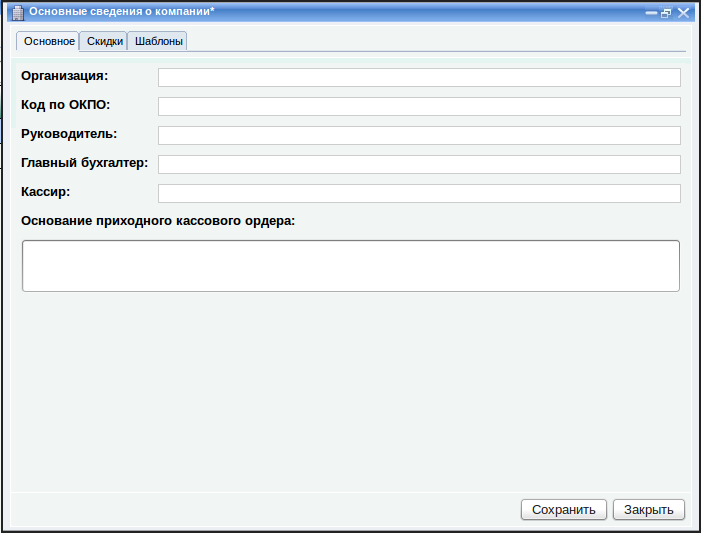 Основные сведения о компании*
Основное Скидки Шаблоны
Организация:
Код по ОКПО:
Руководитель:
Главный бухгалтер:
Кассир:
Основание приходного кассового ордера:
Сохранить Закрыть